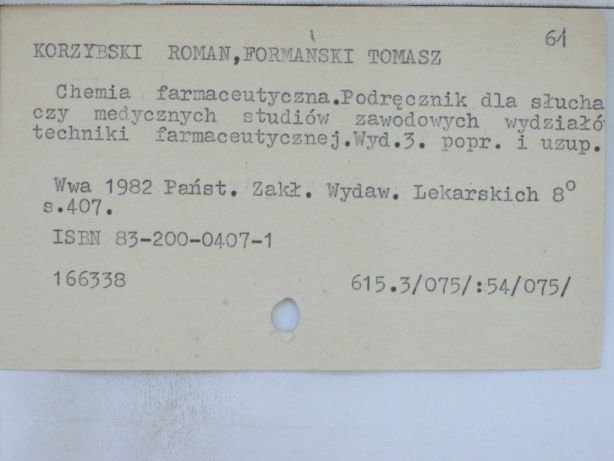 61
KORZYBSKI ROMAN,FORMAŃSKI TOMASZ
Chemia farmaceutyczna.Podręcznik dla słucha
czy medycznych studiów zawodowych wydziałó
techniki farmaceutycznej.Wyd.3. popr. i uzup.
Wwa 1982 Państ. Zakł. Wydaw. Lekarskich 8°
s.407.
ISBN 83-200-0407-1
166338 615.3/075/:54/075/